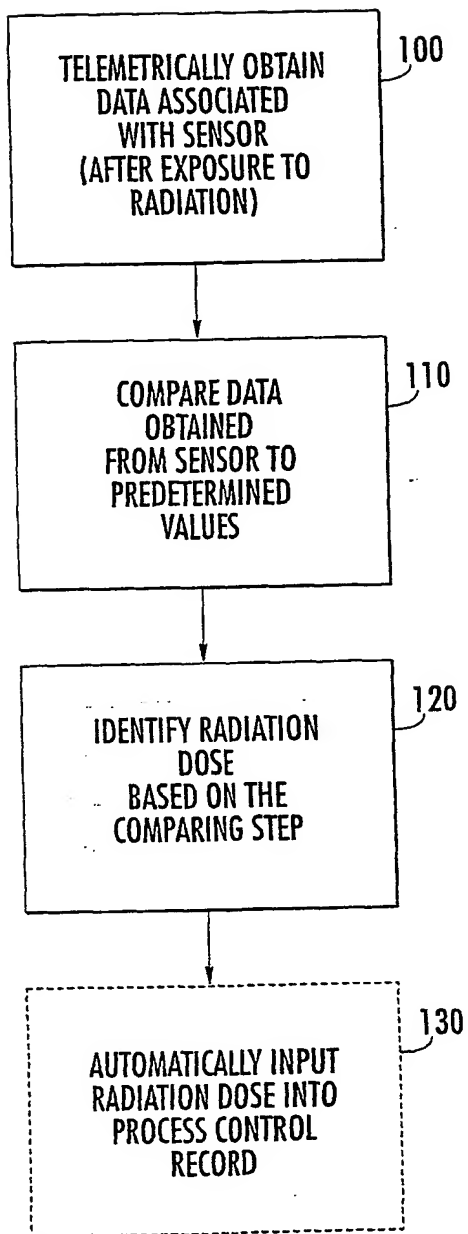 100
TELEMETRICALLY OBTAIN
DATA ASSOCIATED
WITH SENSOR
(AFTER EXPOSURE TO
RADIATION)
110
COMPARE DATA
OBTAINED
FROM SENSOR TO
PREDETERMINED
VALUES
120
IDENTIFY RADIATION
DOSE
BASED ON THE
COMPARING STEP
130
AUTOMATICALLY INPUT
RADIATION DOSE INTO
PROCESS CONTROL
RECORD